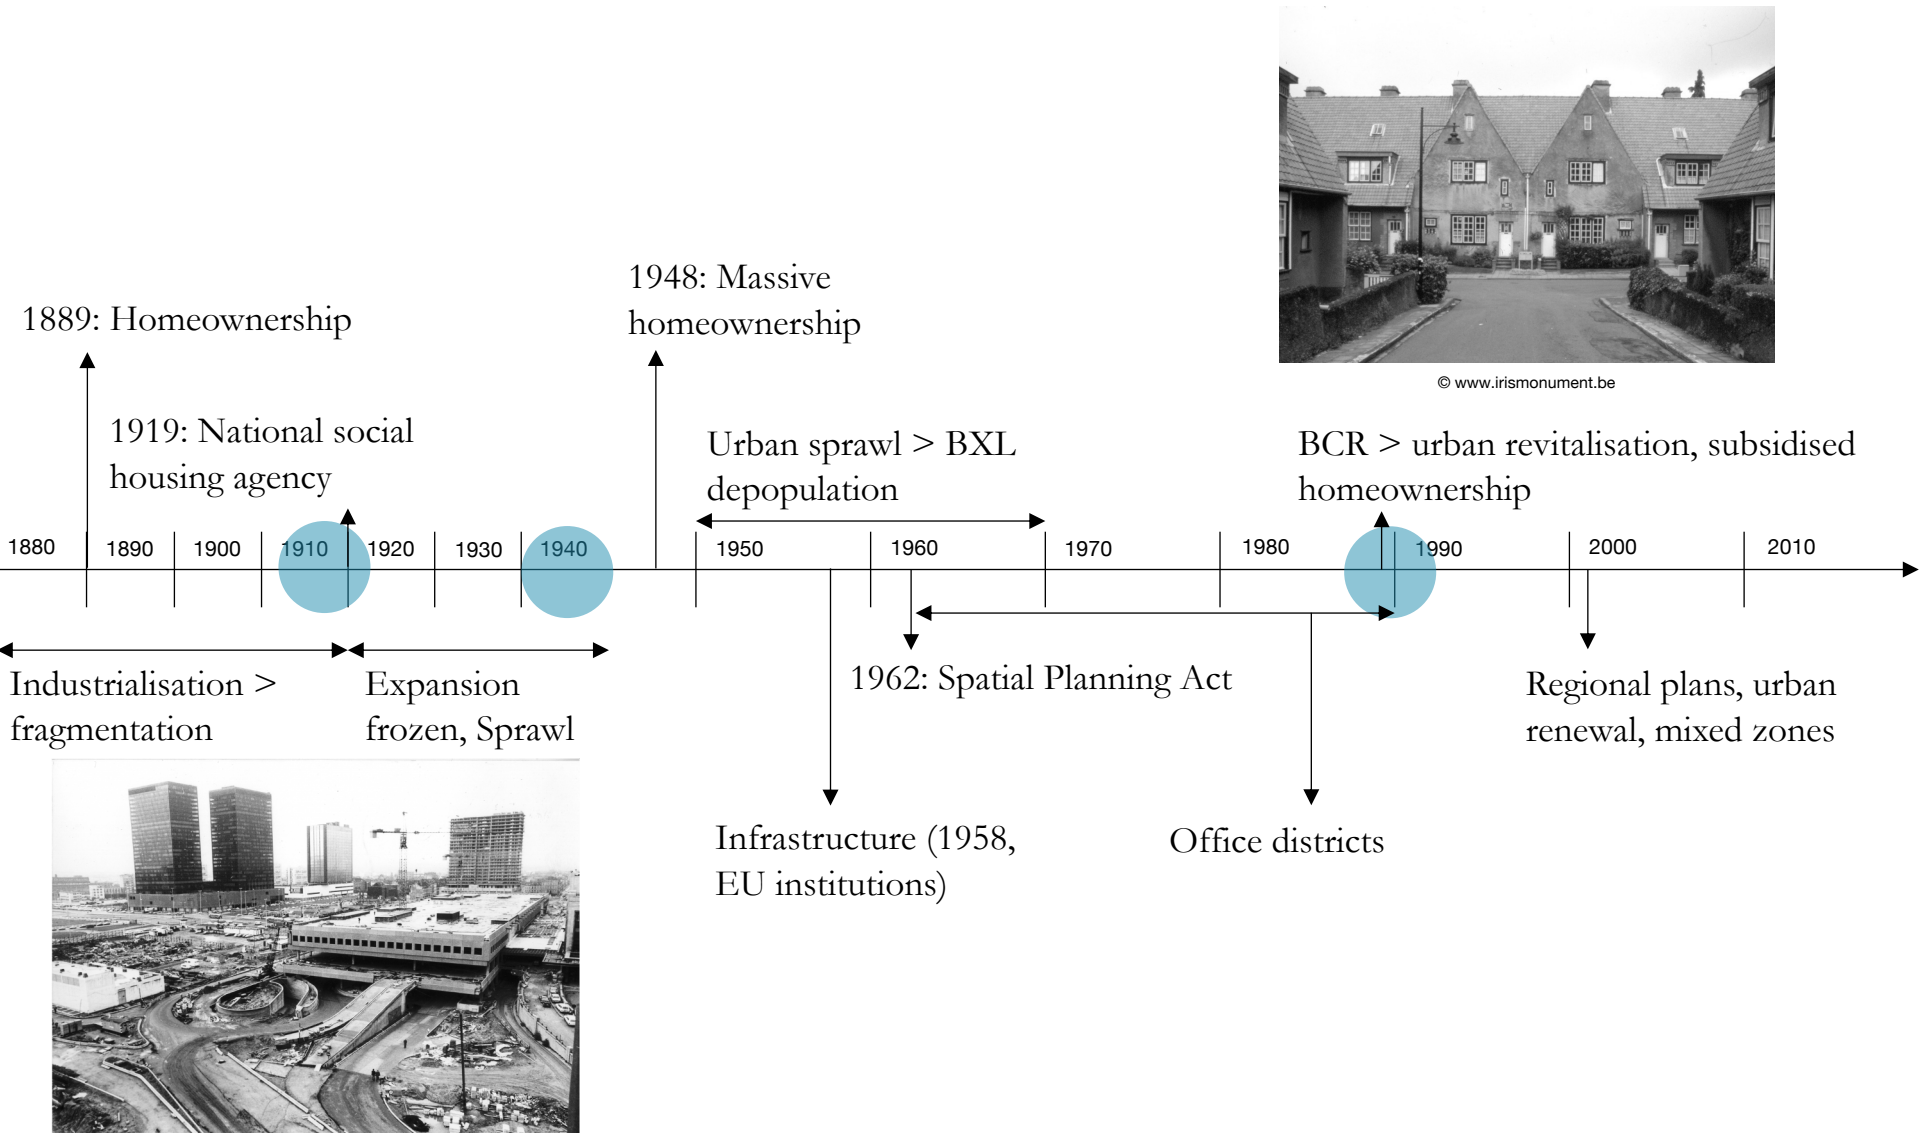 © www.irismonument.be
1889: Homeownership
1948: Massive
homeownership
1919: National social
housing agency
Urban sprawl > BXL
depopulation
BCR > urban revitalisation, subsidised
homeownership
1880 1890 1900 1910 1920 1930 1940 1950 1960 1970 1980 1990 2000 2010
Industrialisation >
fragmentation
Expansion
frozen, Sprawl
1962: Spatial Planning Act
Regional plans, urban
renewal, mixed zones
Infrastructure (1958,
EU institutions)
Office districts